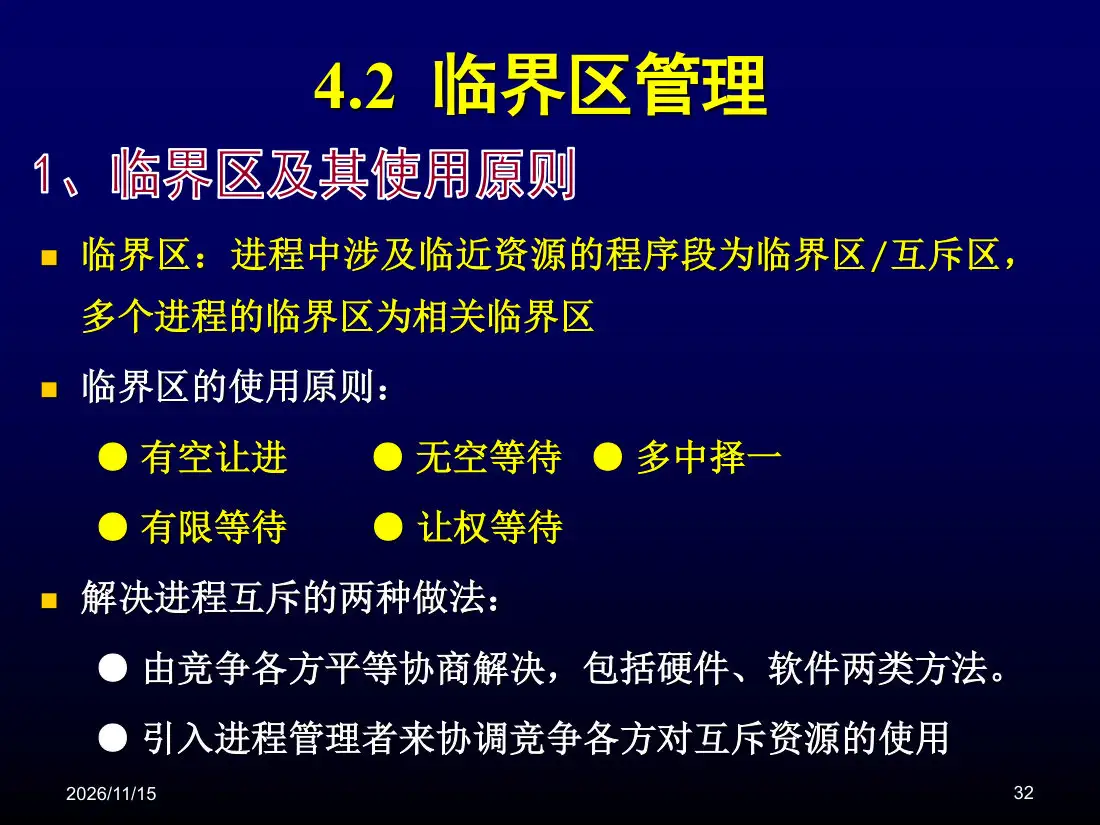 4.2 临界区管理
1、临界区及其使用原则
■ 临界区：进程中涉及临近资源的程序段为临界区/互斥区，
多个进程的临界区为相关临界区
■ 临界区的使用原则：
● 有空让进 ● 无空等待 ● 多中择一
● 有限等待 ● 让权等待
■ 解决进程互斥的两种做法：
● 由竞争各方平等协商解决，包括硬件、软件两类方法。
● 引入进程管理者来协调竞争各方对互斥资源的使用
2026/11/15 32